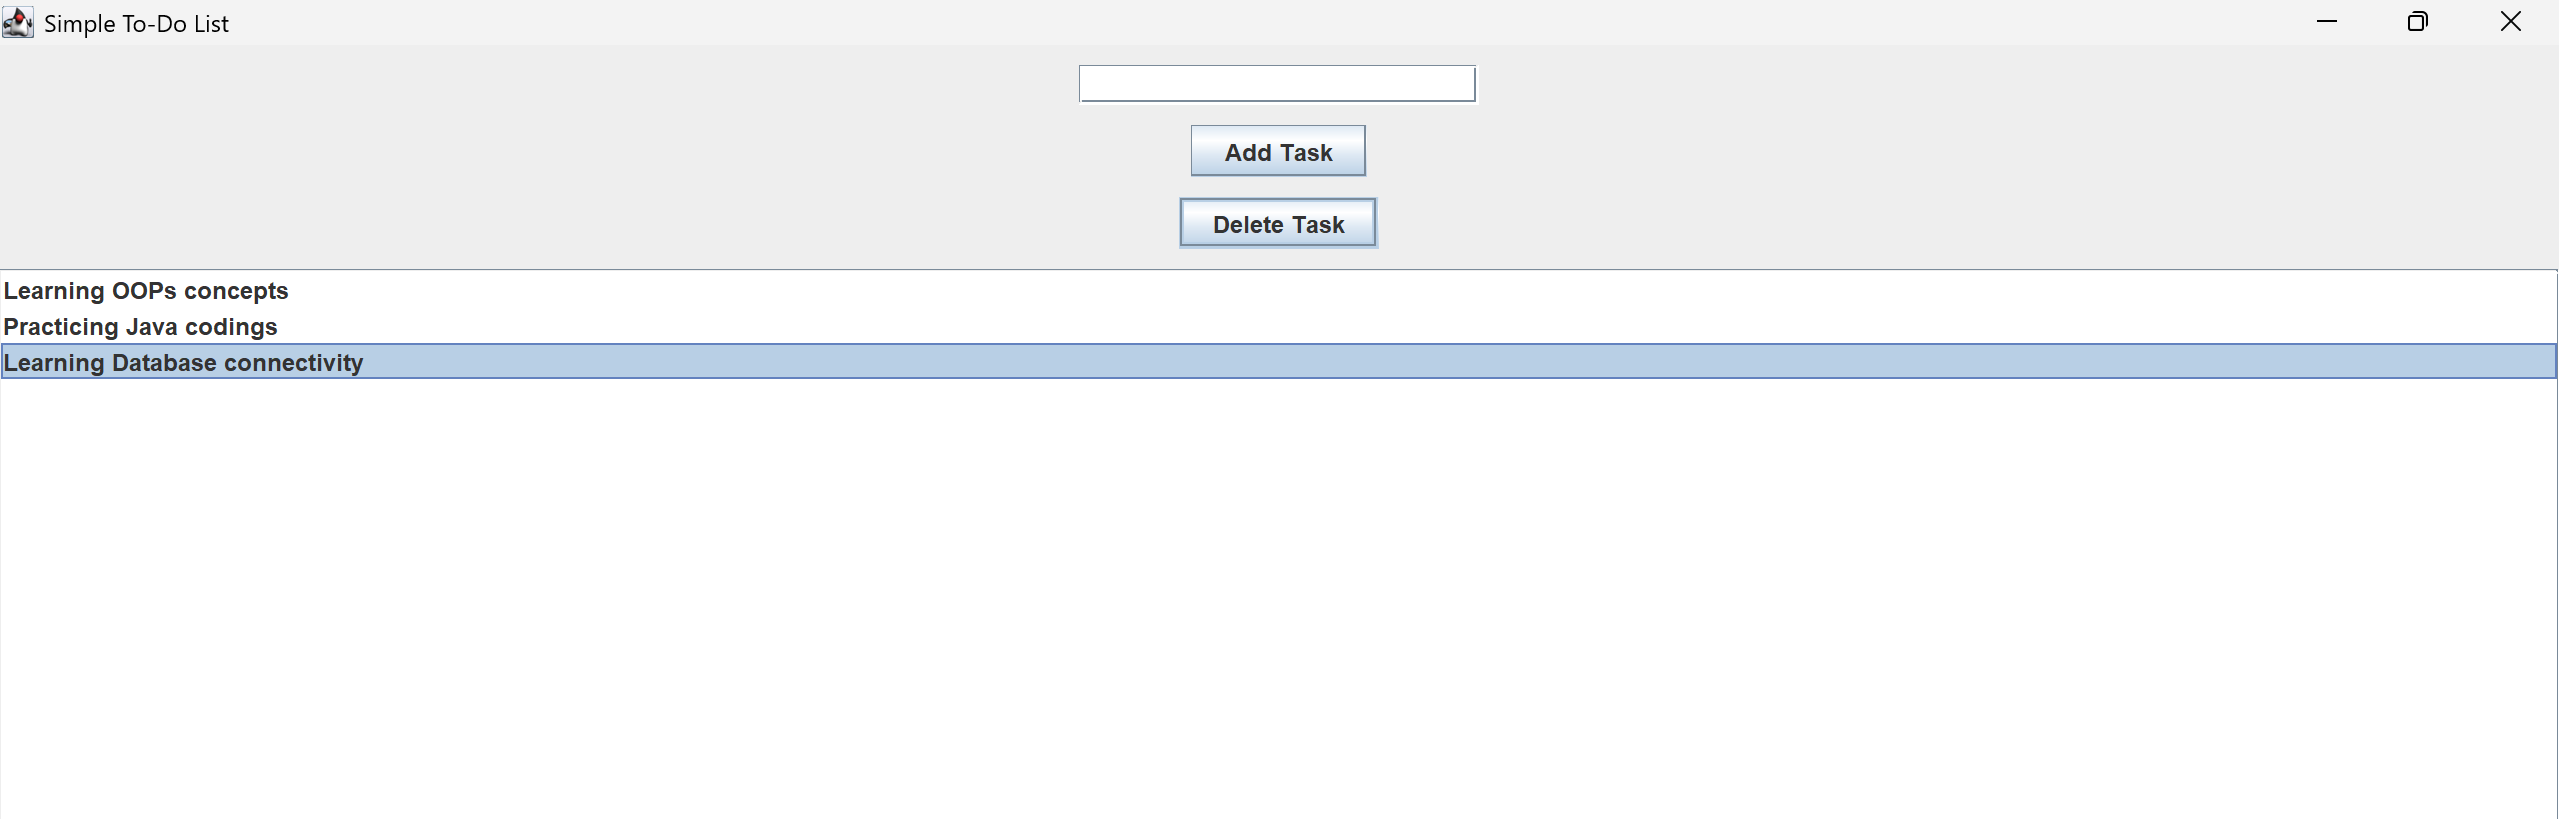 Simple To-Do List
Add Task
Delete Task
Learning OOPs concepts
Practicing Java codings
Learning Database connectivity